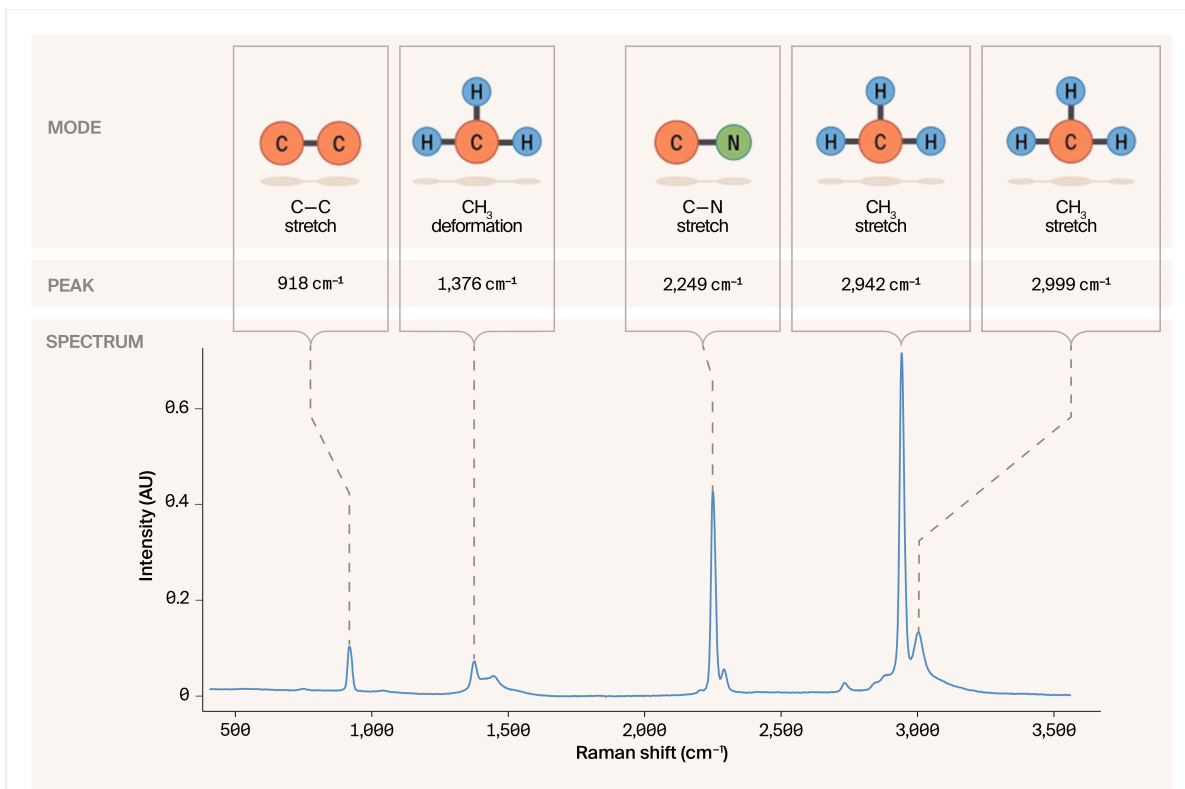 MODE
H
C C
H C H
C N
H
H C H
H
H C H
C–C
stretch
CH₃
deformation
C–N
stretch
CH₃
stretch
CH₃
stretch
PEAK
918 cm⁻¹
1,376 cm⁻¹
2,249 cm⁻¹
2,942 cm⁻¹
2,999 cm⁻¹
SPECTRUM
Intensity (AU)
0.6
0.4
0.2
0
500
1,000
1,500
2,000
2,500
3,000
3,500
Raman shift (cm⁻¹)